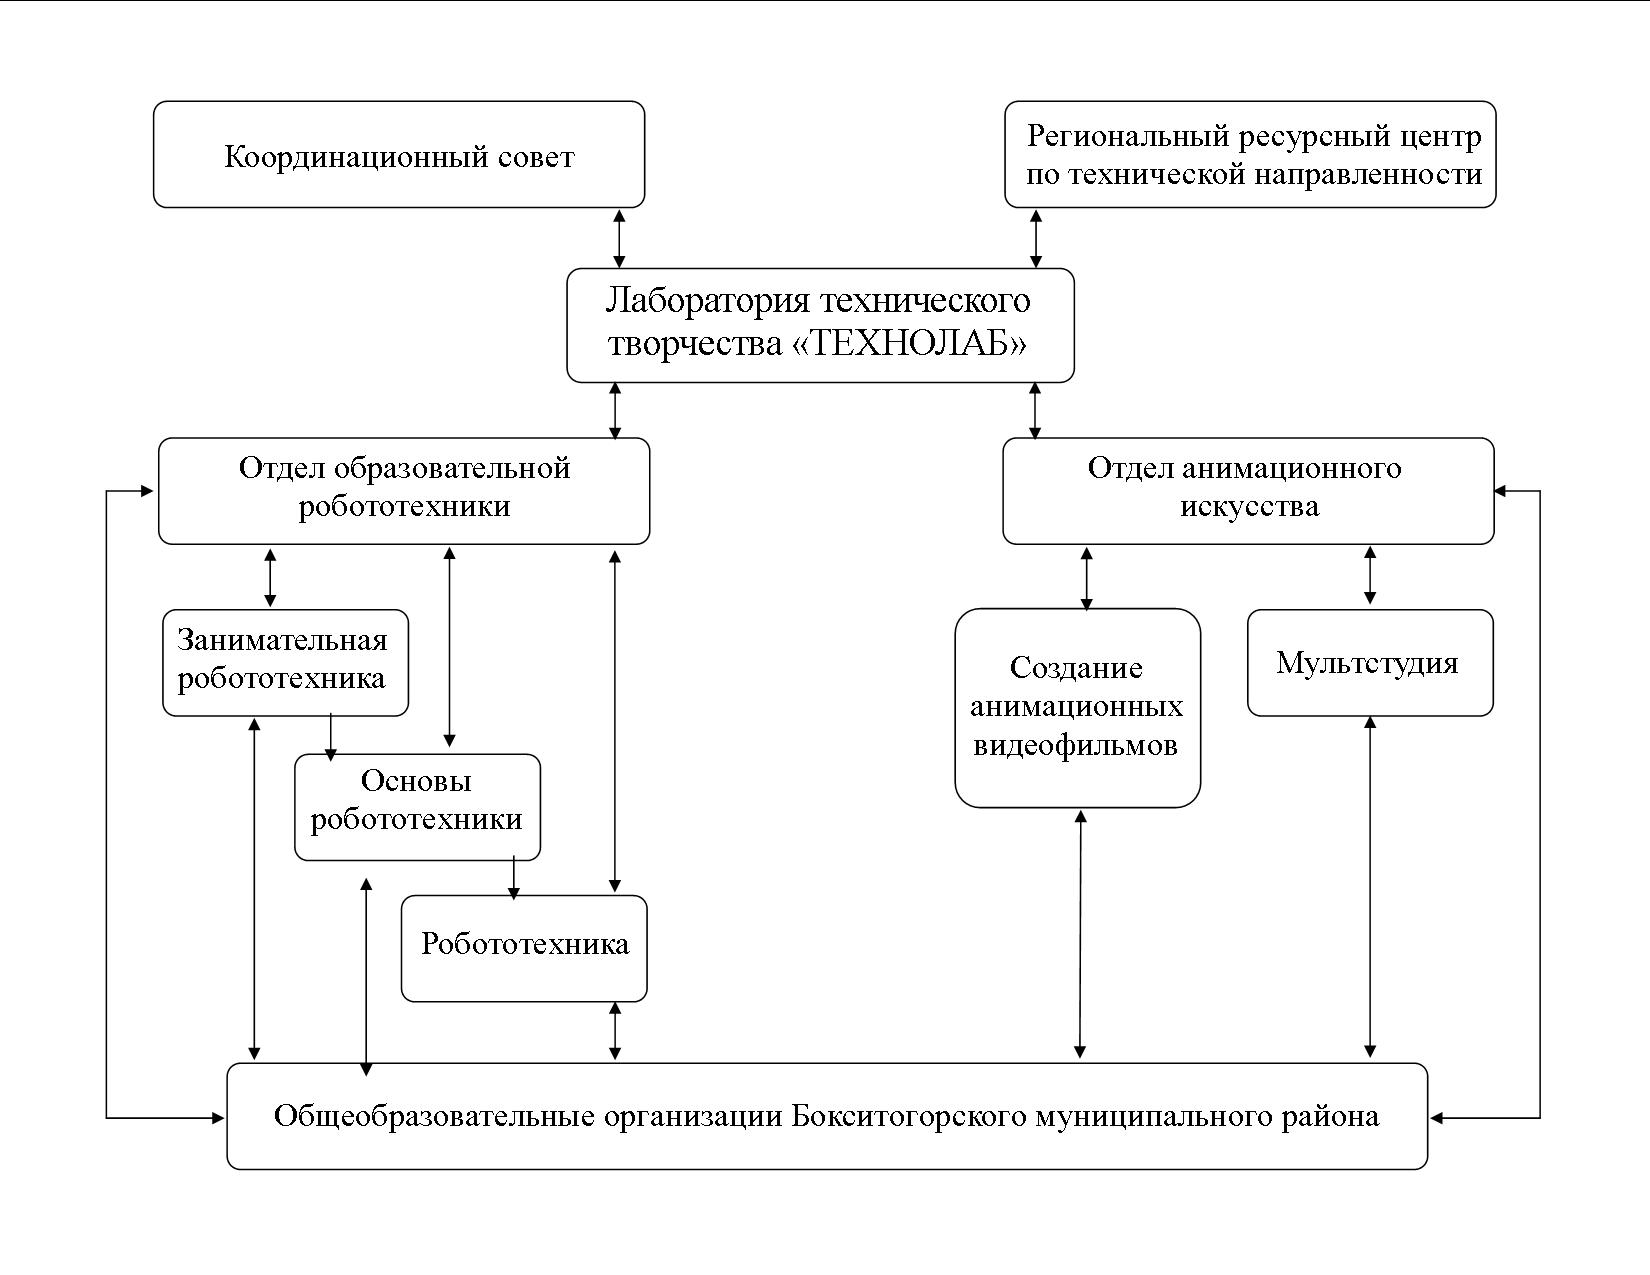 Координационный совет
Региональный ресурсный центр
по технической направленности
Лаборатория технического
творчества «ТЕХНОЛАБ»
Отдел образовательной
робототехники
Отдел анимационного
искусства
Занимательная
робототехника
Создание
анимационных
видеофильмов
Мультстудия
Основы
робототехники
Робототехника
Общеобразовательные организации Бокситогорского муниципального района